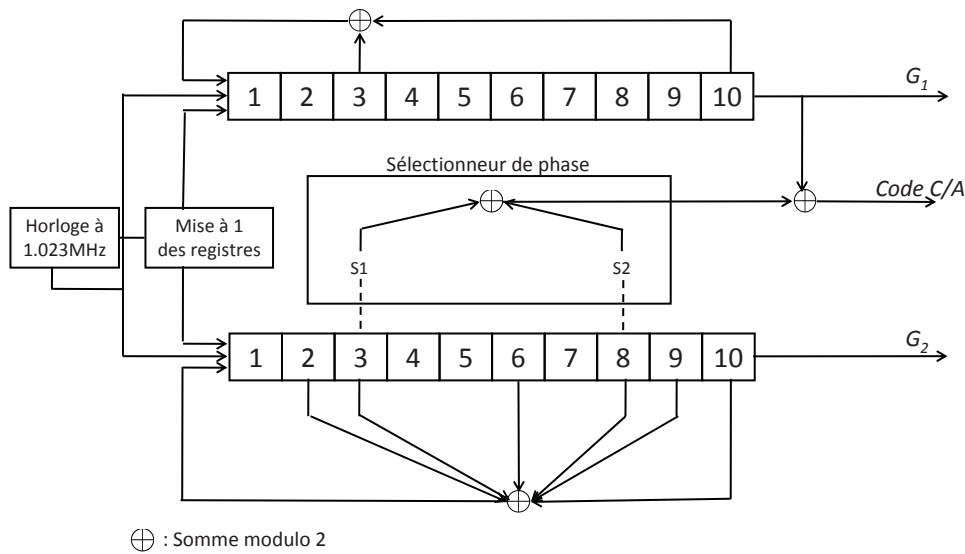 1 2 3 4 5 6 7 8 9 10
G1
Sélectionneur de phase
Code C/A
Horloge à
1.023MHz
Mise à 1
des registres
S1
S2
1 2 3 4 5 6 7 8 9 10
G2
: Somme modulo 2